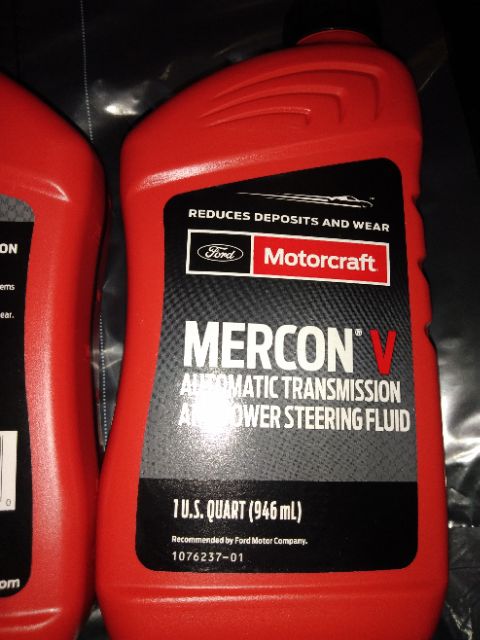 REDUCES DEPOSITS AND WEAR
Ford Motorcraft
MERCON® V
AUTOMATIC TRANSMISSION
AND POWER STEERING FLUID
1 U.S. QUART (946 mL)
Recommended by Ford Motor Company.
1076237-01
ON
ems
ear.
0
om